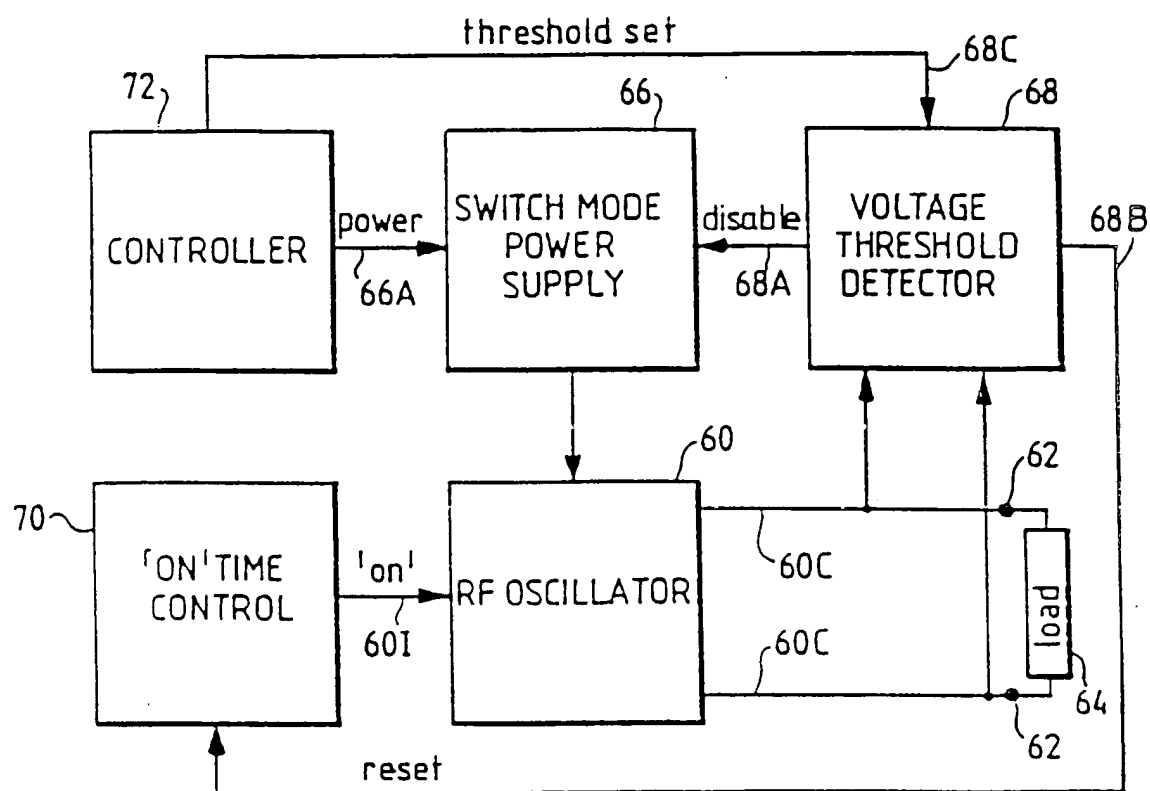 threshold set
68C
72
66
68
CONTROLLER
power
66A
SWITCH MODE
POWER
SUPPLY
disable
68A
VOLTAGE
THRESHOLD
DETECTOR
68B
60
62
70
'ON' TIME
CONTROL
'on'
60I
RF OSCILLATOR
60C
60C
load
64
62
reset